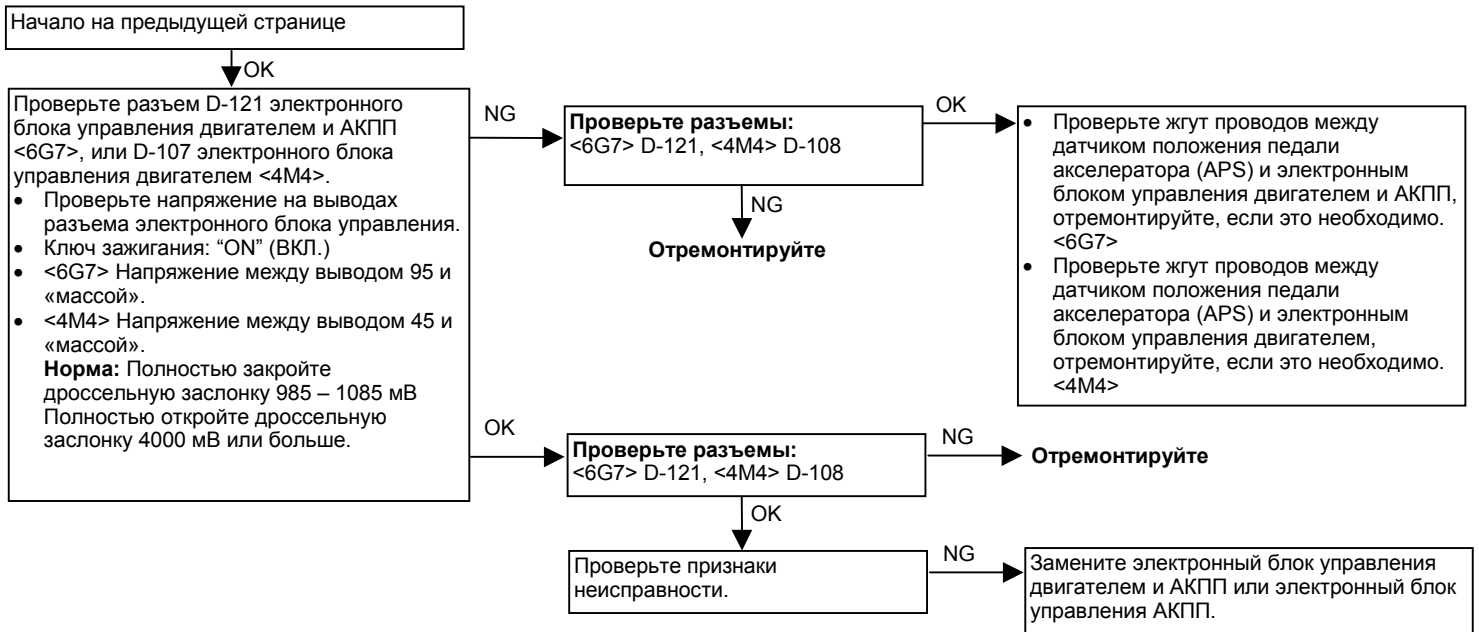 Начало на предыдущей странице
OK
Проверьте разъем D-121 электронного
блока управления двигателем и АКПП
<6G7>, или D-107 электронного блока
управления двигателем <4M4>.
• Проверьте напряжение на выводах
разъема электронного блока управления.
• Ключ зажигания: “ON” (ВКЛ.)
• <6G7> Напряжение между выводом 95 и
«массой».
• <4M4> Напряжение между выводом 45 и
«массой».
Норма: Полностью закройте
дроссельную заслонку 985 – 1085 мВ
Полностью откройте дроссельную
заслонку 4000 мВ или больше.
NG
Проверьте разъемы:
<6G7> D-121, <4M4> D-108
NG
Отремонтируйте
OK
• Проверьте жгут проводов между
датчиком положения педали
акселератора (APS) и электронным
блоком управления двигателем и АКПП,
отремонтируйте, если это необходимо.
<6G7>
• Проверьте жгут проводов между
датчиком положения педали
акселератора (APS) и электронным
блоком управления двигателем,
отремонтируйте, если это необходимо.
<4M4>
OK
Проверьте разъемы:
<6G7> D-121, <4M4> D-108
NG
Отремонтируйте
OK
Проверьте признаки
неисправности.
NG
Замените электронный блок управления
двигателем и АКПП или электронный блок
управления АКПП.